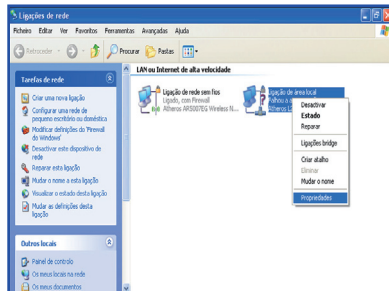 Ligações de rede
Ficheiro Editar Ver Favoritos Ferramentas Avançadas Ajuda
Retroceder Procurar Pastas
Tarefas de rede
Criar uma nova ligação
Configurar uma rede de
pequeno escritório ou doméstica
Modificar definições do 'Firewall
do Windows'
Desactivar este dispositivo de
rede
Reparar esta ligação
Mudar o nome a esta ligação
Visualizar o estado desta ligação
Mudar as definições desta
ligação
Outros locais
Painel de controlo
Os meus locais na rede
Os meus documentos
LAN ou Internet de alta velocidade
Ligação de rede sem fios
Ligado, com Firewall
Atheros AR5007EG Wireless N...
Ligação de área local
Falhou a
Atheros
Desactivar
Estado
Reparar
Ligações bridge
Criar atalho
Eliminar
Mudar o nome
Propriedades